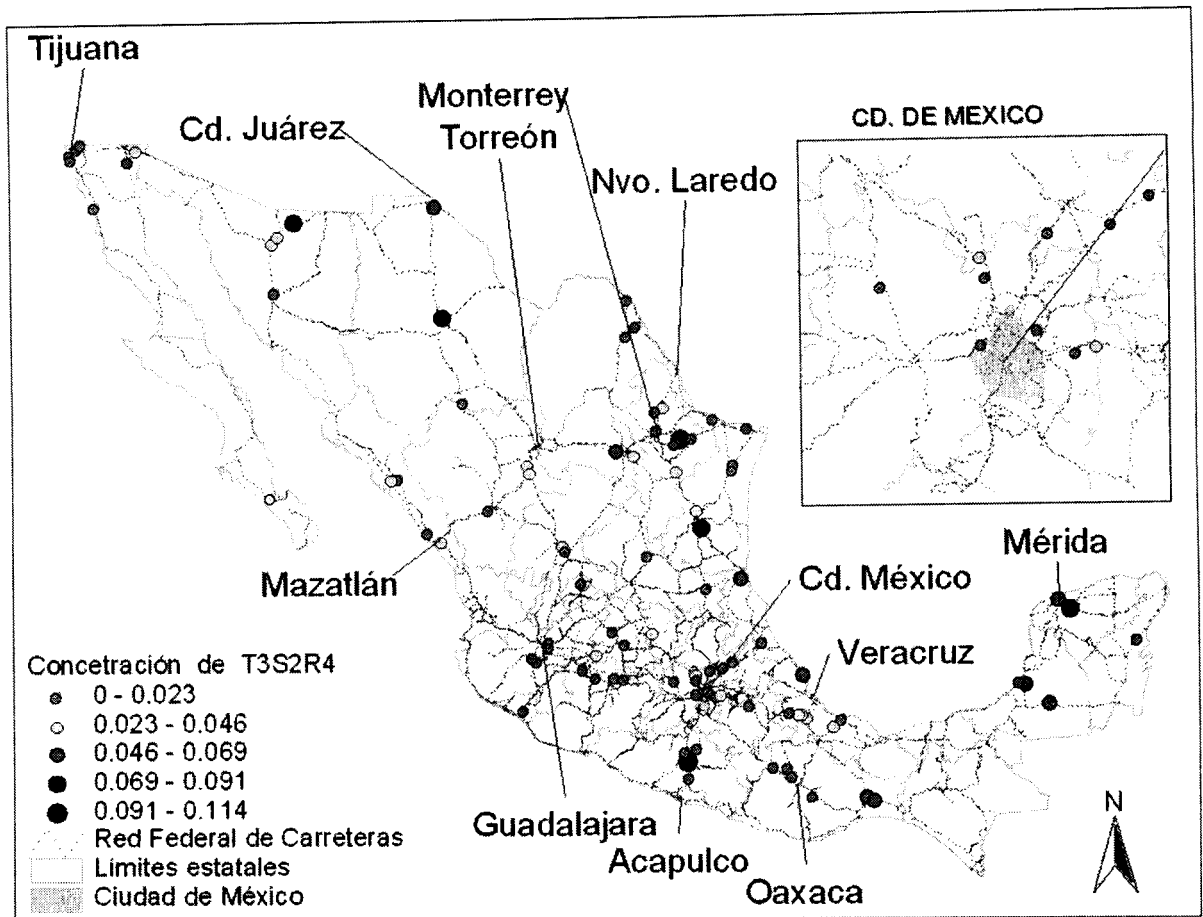 Tijuana
Monterrey
Cd. Juárez
Torreón
CD. DE MEXICO
Nvo. Laredo
Mérida
Mazatlán
Cd. México
Veracruz
Concetración de T3S2R4
0 - 0.023
0.023 - 0.046
0.046 - 0.069
0.069 - 0.091
0.091 - 0.114
Red Federal de Carreteras
Limites estatales
Ciudad de México
Guadalajara
Acapulco
Oaxaca
N